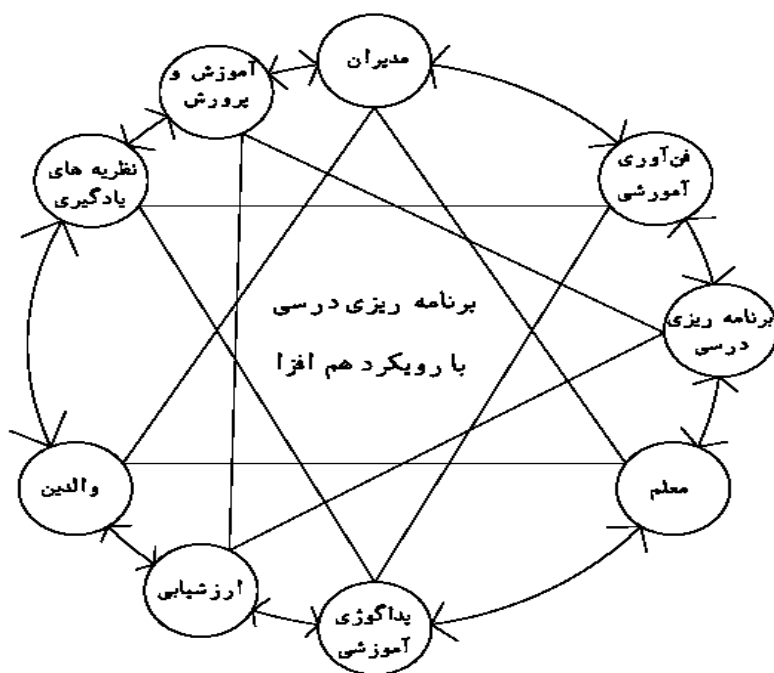 مدیران
آموزش و
پرورش
فن‌آوری
آمورشی
نظریه های
یادگیری
برنامه ریزی درسی
با رویکرد هم افزا
برنامه ریزی
درسی
والدین
معلم
ارزشیابی
پداگوژی
آموزشی